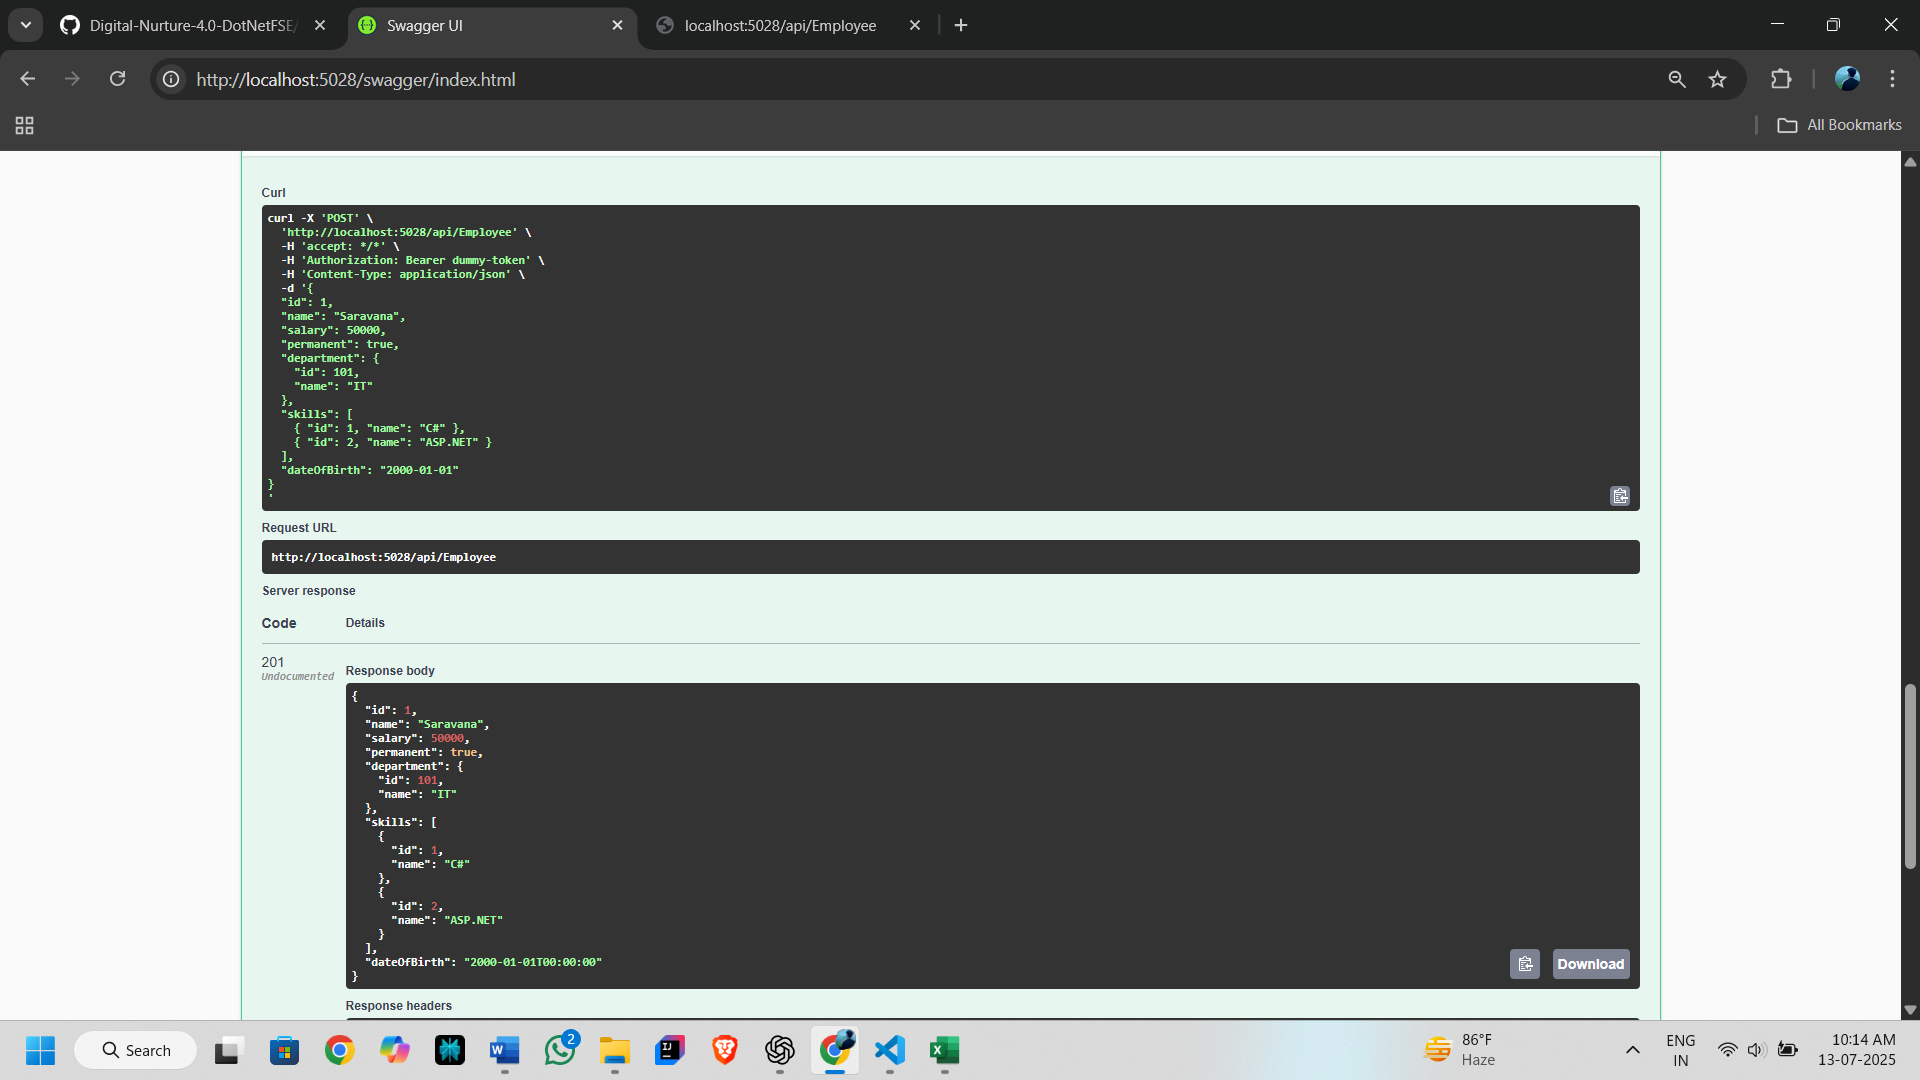 Digital-Nurture-4.0-DotNetFSE/
Swagger UI
localhost:5028/api/Employee
http://localhost:5028/swagger/index.html
All Bookmarks
Curl
curl -X 'POST' \
'http://localhost:5028/api/Employee' \
-H 'accept: */*' \
-H 'Authorization: Bearer dummy-token' \
-H 'Content-Type: application/json' \
-d '{
"id": 1,
"name": "Saravana",
"salary": 50000,
"permanent": true,
"department": {
"id": 101,
"name": "IT"
},
"skills": [
{ "id": 1, "name": "C#" },
{ "id": 2, "name": "ASP.NET" }
],
"dateOfBirth": "2000-01-01"
}
'
Request URL
http://localhost:5028/api/Employee
Server response
Code Details
201
Undocumented
Response body
{
"id": 1,
"name": "Saravana",
"salary": 50000,
"permanent": true,
"department": {
"id": 101,
"name": "IT"
},
"skills": [
{
"id": 1,
"name": "C#"
},
{
"id": 2,
"name": "ASP.NET"
}
],
"dateOfBirth": "2000-01-01T00:00:00"
}
Download
Response headers
Search
2
86°F
Haze
ENG
IN
10:14 AM
13-07-2025